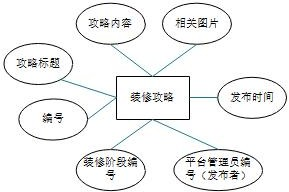 攻略内容
相关图片
攻略标题
装修攻略
发布时间
编号
装修阶段编
号
平台管理员编
号（发布者）